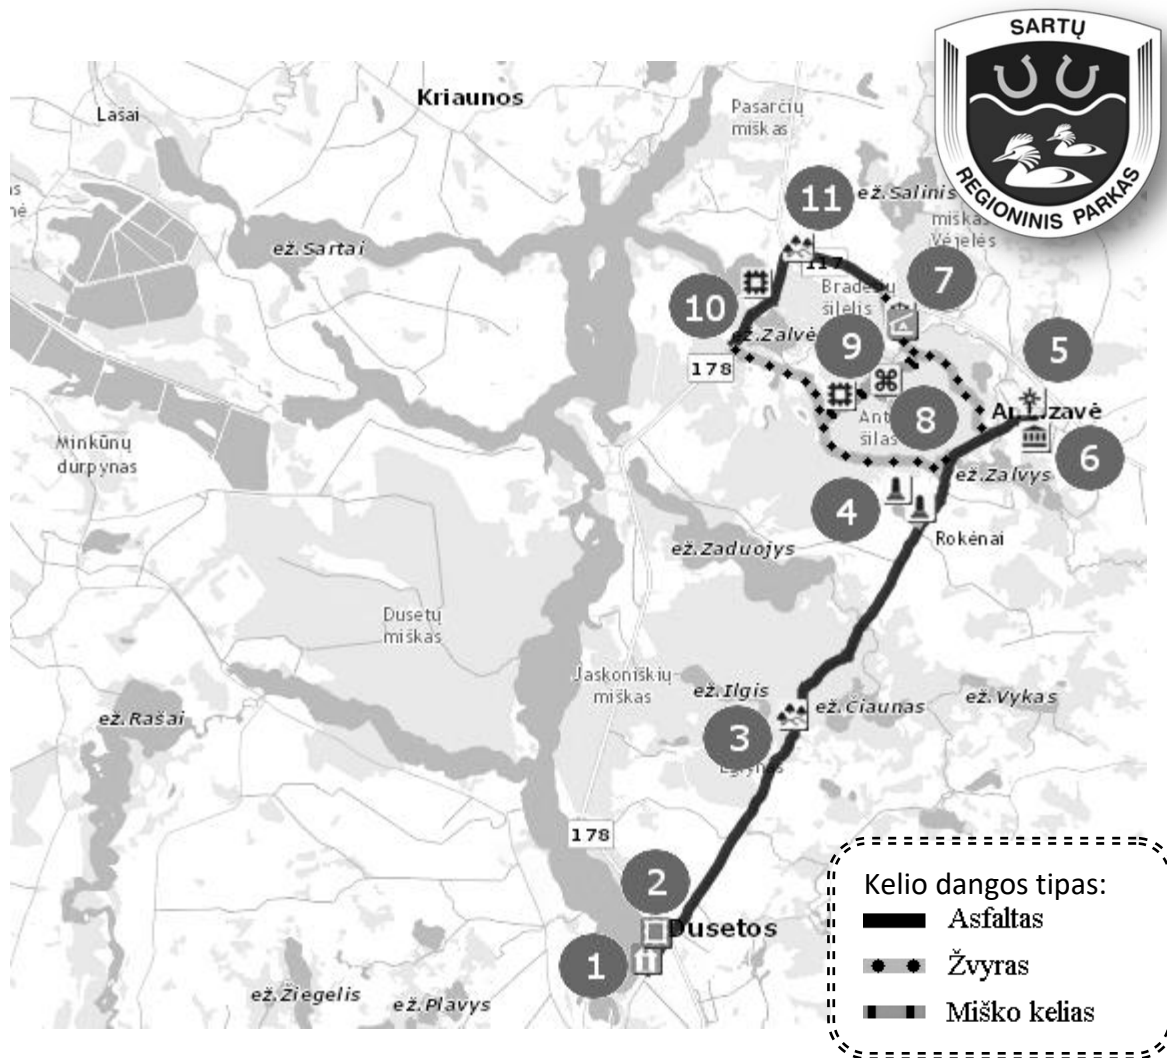 SARTŲ
REGIONINIS PARKAS
Kriaunos
Lašai
Pasarčių
miškas
11
ež.Salinis
miškas
Vėjelės
ež.Sartai
7
117
Bradesių
šilelis
10
ež.Zalvė
9
5
178
Antazavė
8
šilas
6
Minkūnų
durpynas
ež.Zalvys
4
Rokėnai
ež.Zaduojys
Dusetų
miškas
Jaskoniškių
miškas
ež.Ilgis
ež.Čiaunas
ež.Vykas
ež.Rašai
3
178
2
Dusetos
1
ež.Žiegelis
ež.Plavys
Kelio dangos tipas:
Asfaltas
Žvyras
Miško kelias